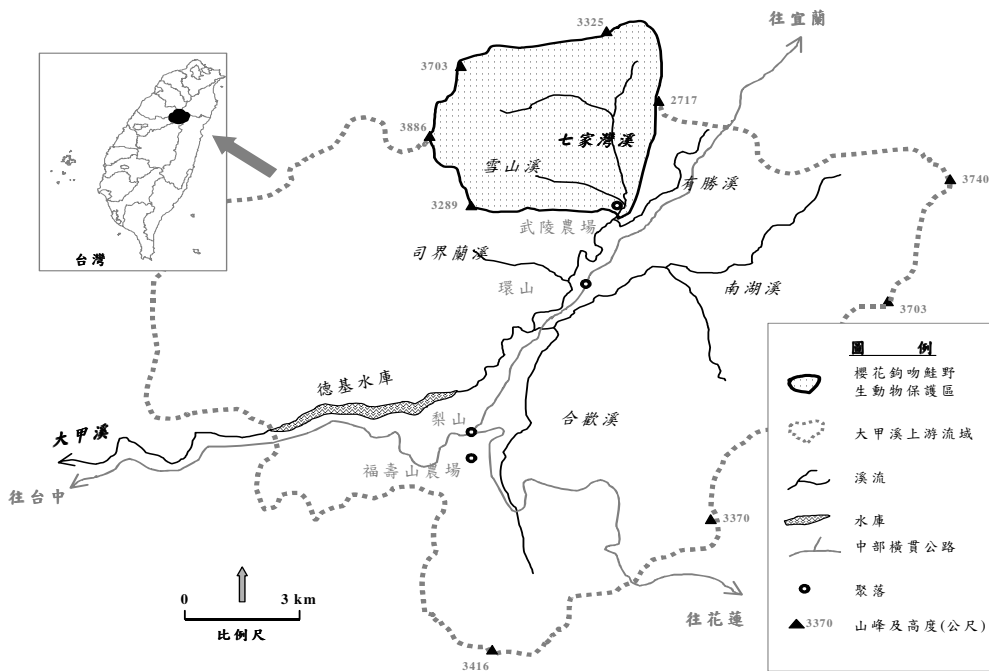 3325
往宜蘭
3703
2717
3886
七家灣溪
雪山溪
有勝溪
3740
3289
武陵農場
台灣
司界蘭溪
環山
南湖溪
3703
圖 例
櫻花鉤吻鮭野
生動物保護區
德基水庫
大甲溪
梨山
合歡溪
大甲溪上游流域
福壽山農場
往台中
溪流
3370
水庫
中部橫貫公路
0 3 km
聚落
往花蓮
比例尺
3370 山峰及高度(公尺)
3416